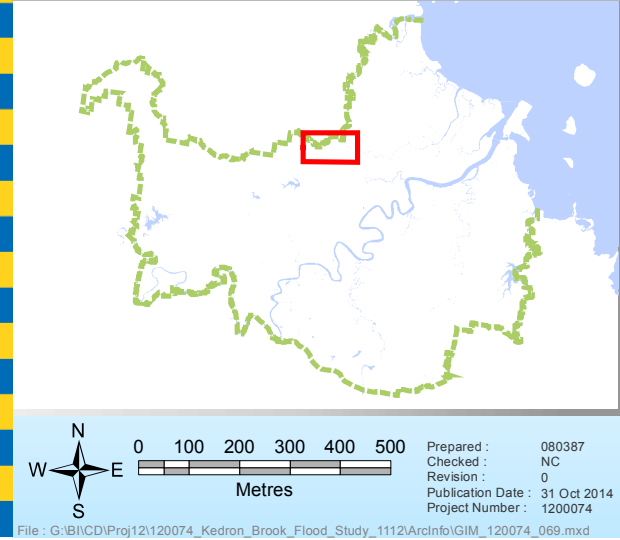 N
W E
S
0 100 200 300 400 500
Metres
Prepared : 080387
Checked : NC
Revision : 0
Publication Date : 31 Oct 2014
Project Number : 1200074
File : G:\BI\CD\Proj12\120074_Kedron_Brook_Flood_Study_1112\ArcInfo\GIM_120074_069.mxd